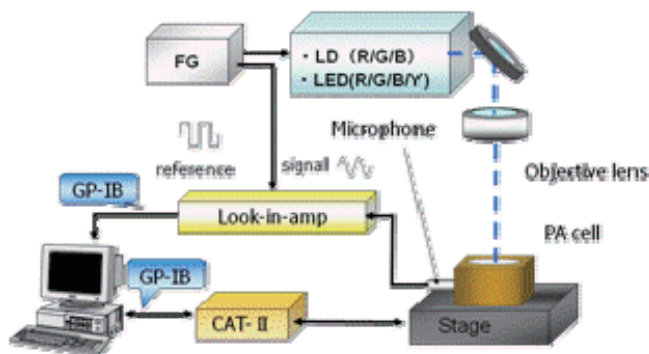 FG
・LD (R/G/B)
・LED(R/G/B/Y)
Microphone
reference
signal
Objective lens
GP-IB
Look-in-amp
PA cell
GP-IB
CAT-Ⅱ
Stage